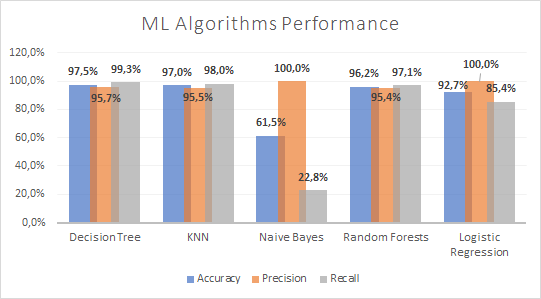 ML Algorithms Performance
120,0%
100,0%
80,0%
60,0%
40,0%
20,0%
0,0%
97,5%
95,7%
99,3%
97,0%
95,5%
98,0%
61,5%
100,0%
22,8%
96,2%
95,4%
97,1%
92,7%
100,0%
85,4%
Decision Tree
KNN
Naive Bayes
Random Forests
Logistic
Regression
Accuracy
Precision
Recall